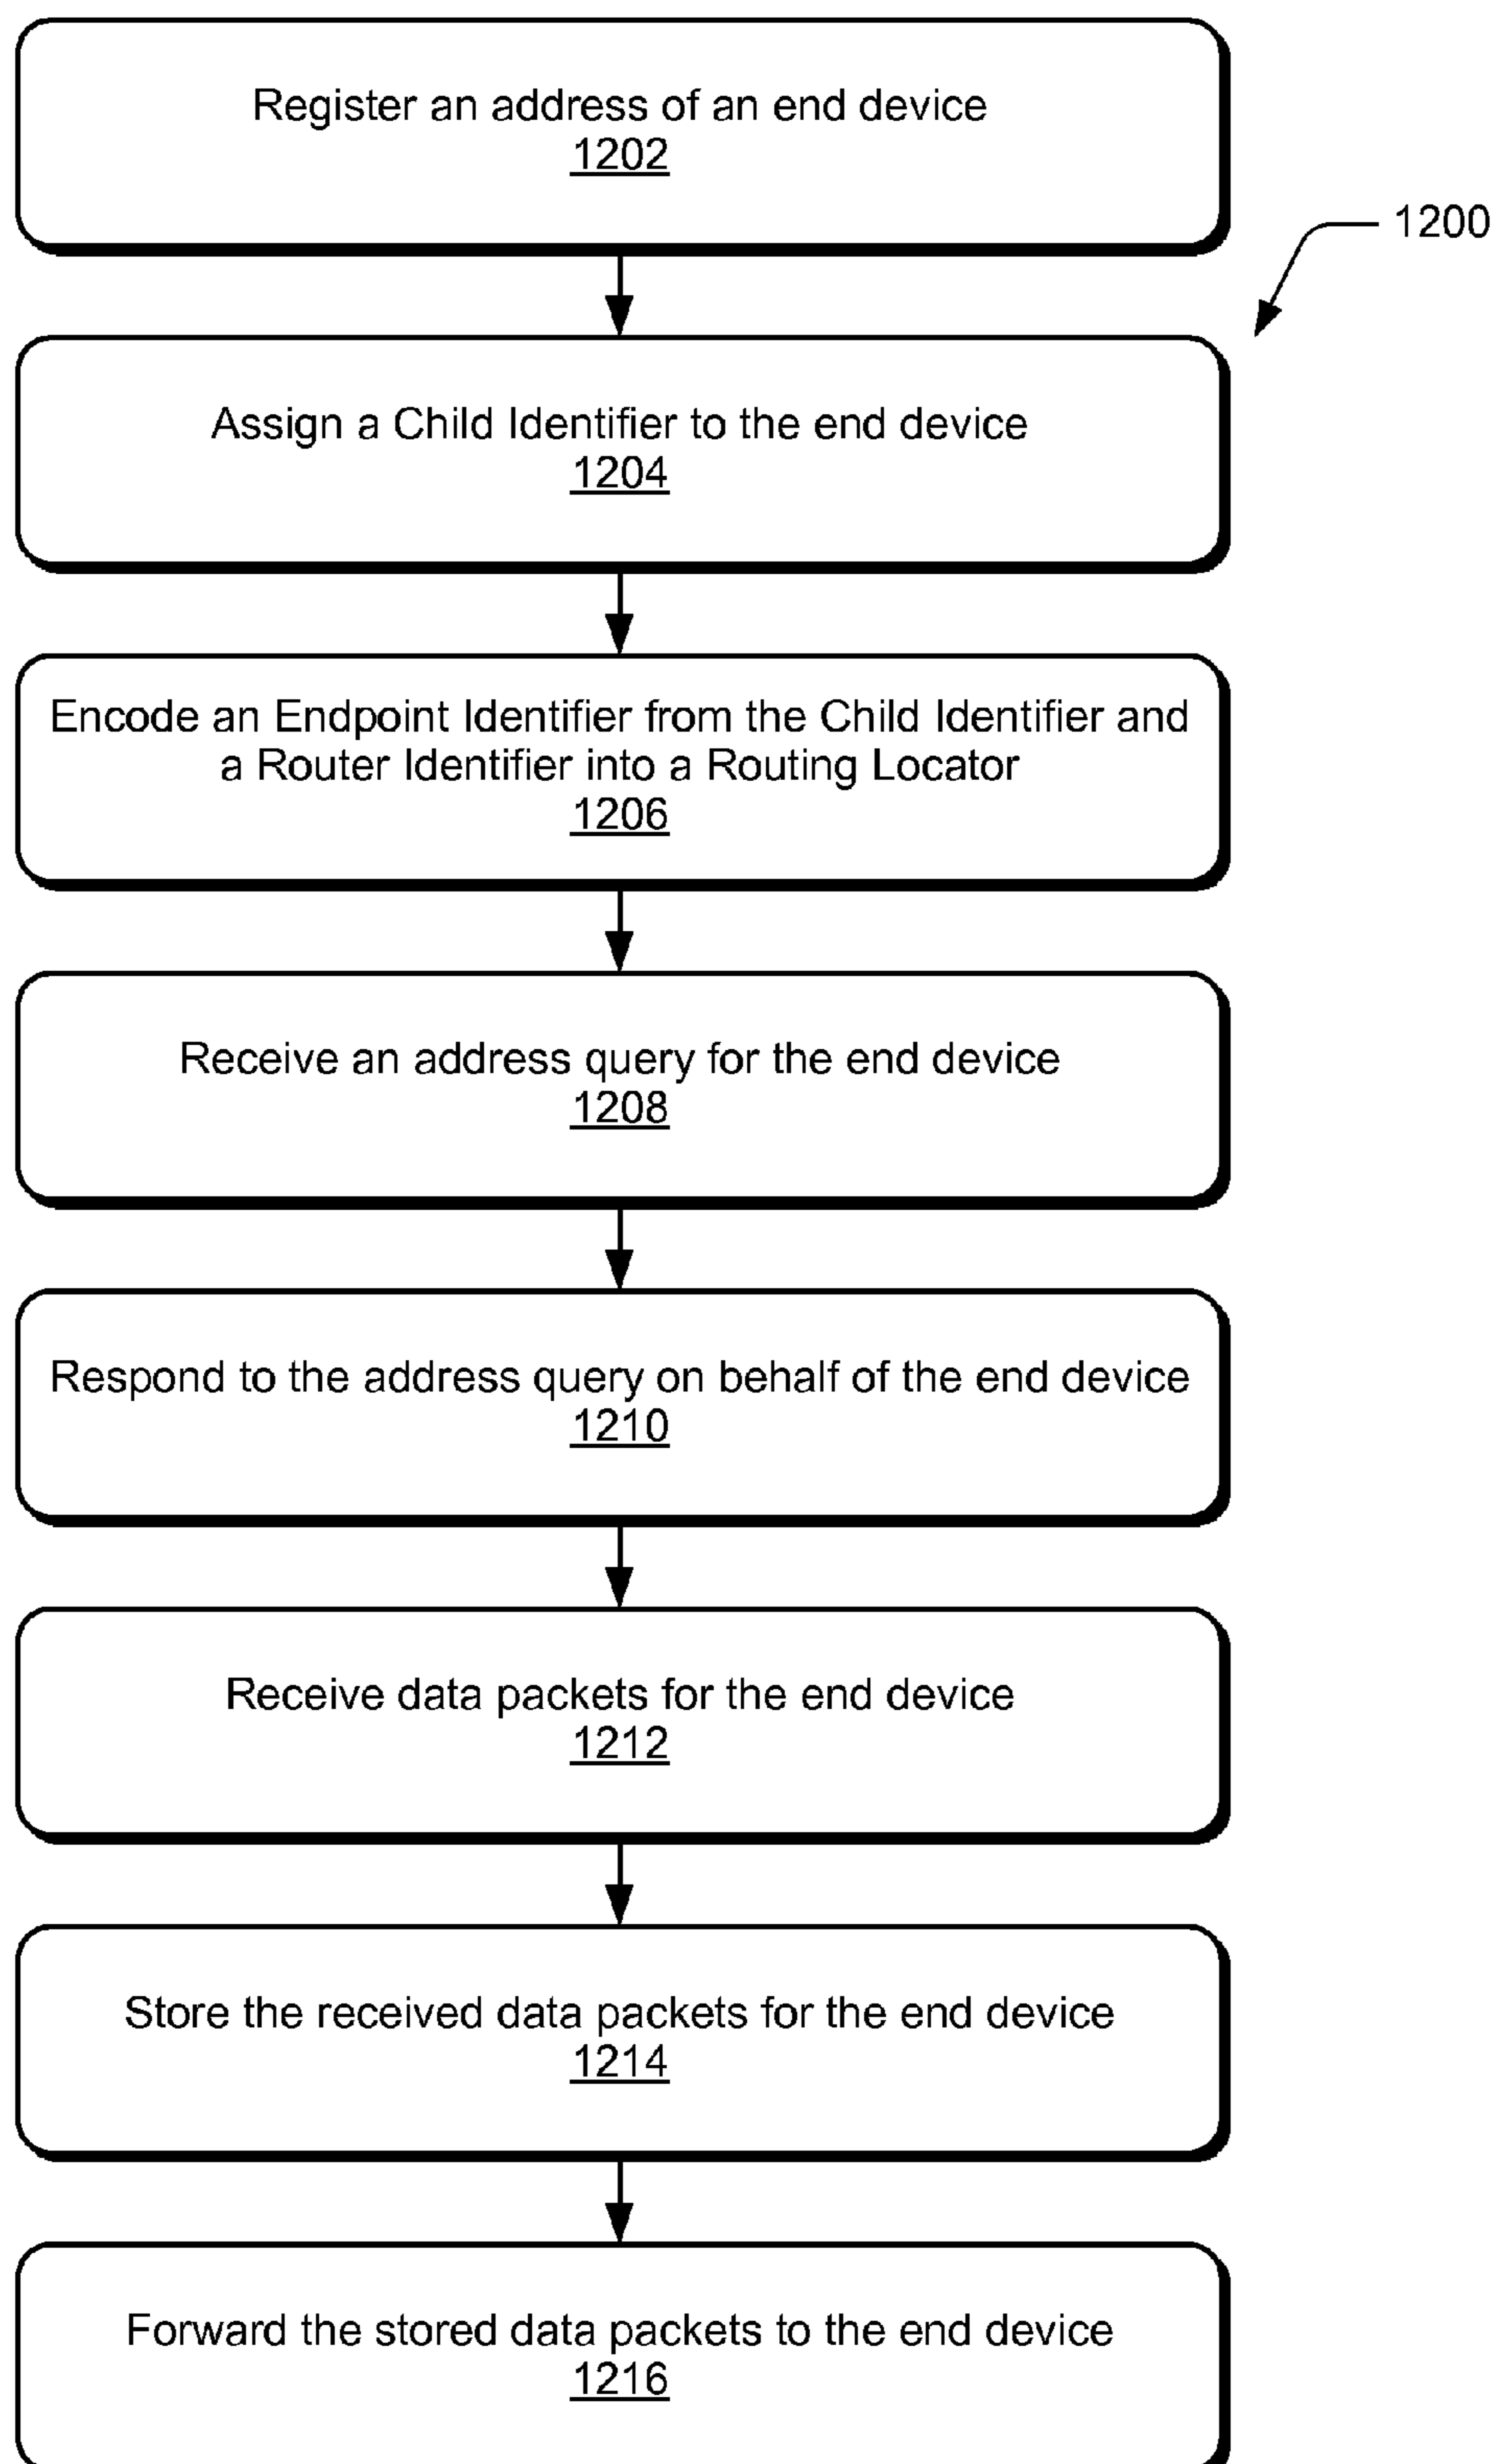 Register an address of an end device
1202
1200
Assign a Child Identifier to the end device
1204
Encode an Endpoint Identifier from the Child Identifier and
a Router Identifier into a Routing Locator
1206
Receive an address query for the end device
1208
Respond to the address query on behalf of the end device
1210
Receive data packets for the end device
1212
Store the received data packets for the end device
1214
Forward the stored data packets to the end device
1216